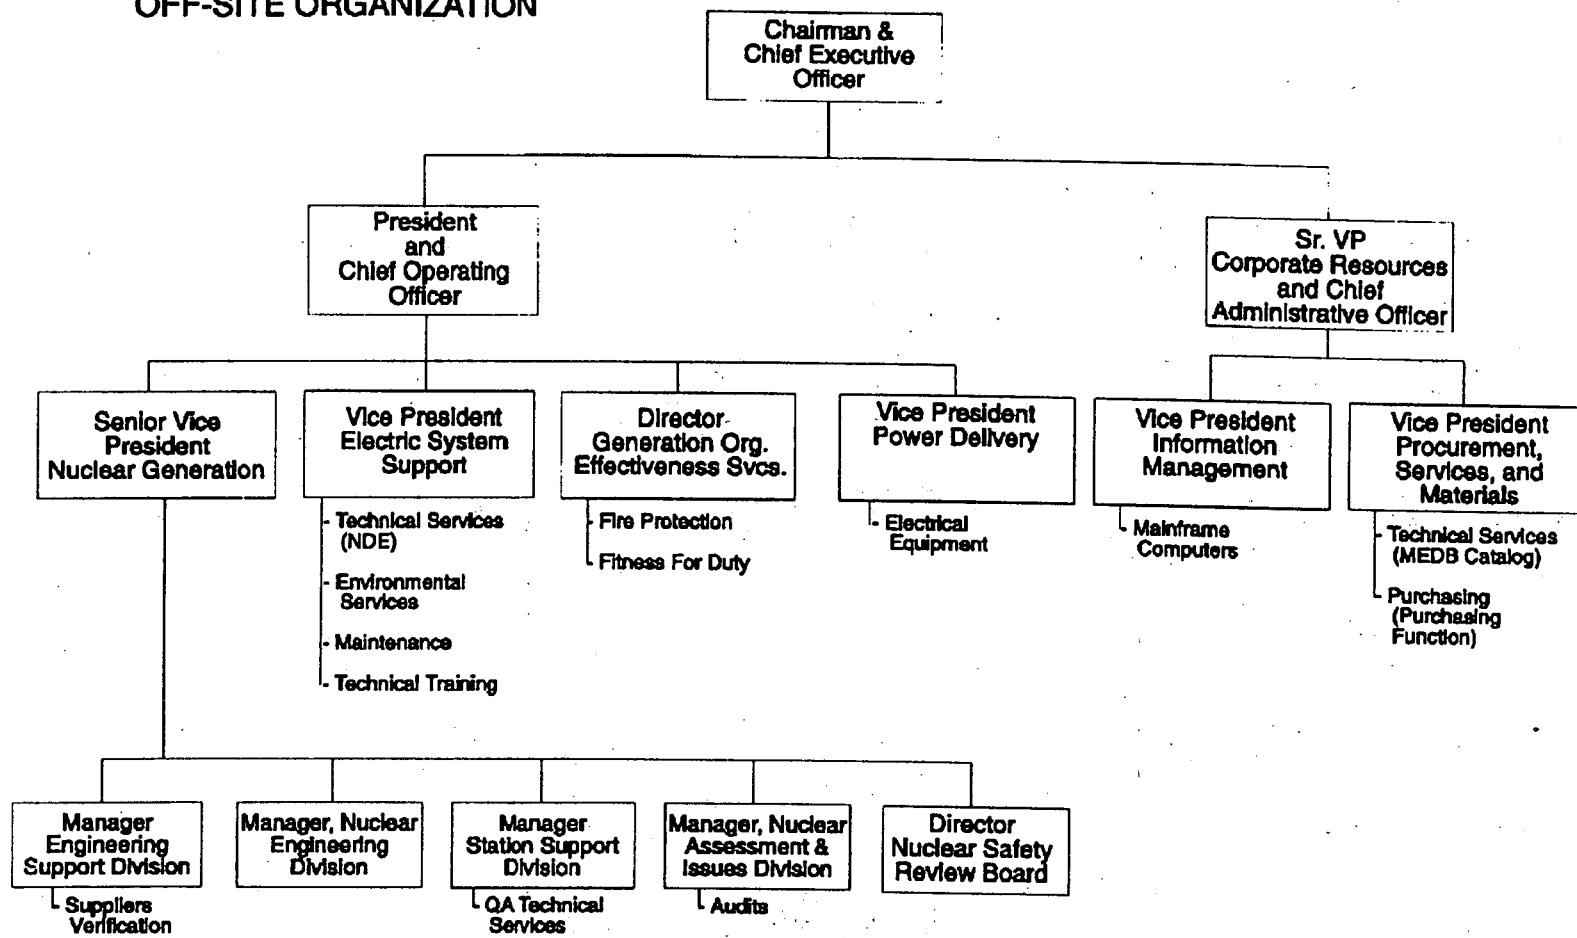 OFF-SITE ORGANIZATION
Chairman &
Chief Executive
Officer
President
and
Chief Operating
Officer
Sr. VP
Corporate Resources
and Chief
Administrative Officer
Senior Vice
President
Nuclear Generation
Vice President
Electric System
Support
Director
Generation Org.
Effectiveness Svcs.
Vice President
Power Delivery
Vice President
Information
Management
Vice President
Procurement,
Services, and
Materials
- Technical Services
(NDE)
- Environmental
Services
- Maintenance
- Technical Training
- Fire Protection
- Fitness For Duty
- Electrical
Equipment
- Mainframe
Computers
- Technical Services
(MEDB Catalog)
- Purchasing
(Purchasing
Function)
Manager
Engineering
Support Division
Manager, Nuclear
Engineering
Division
Manager
Station Support
Division
Manager, Nuclear
Assessment &
Issues Division
Director
Nuclear Safety
Review Board
- Suppliers
Verification
- QA Technical
Services
- Audits